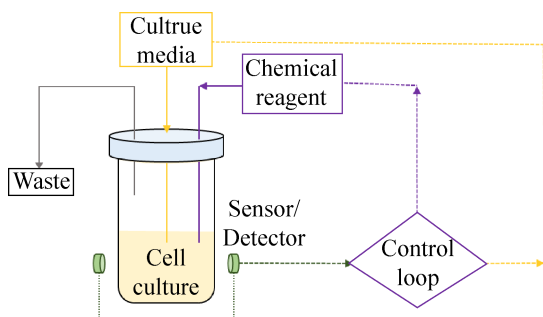 Cultrue
media
Chemical
reagent
Waste
Sensor/
Detector
Cell
culture
Control
loop